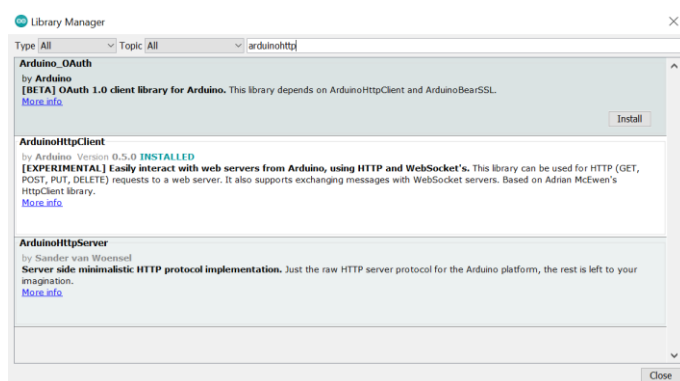 Library Manager
Type All Topic All arduinohttp
Arduino_OAuth
by Arduino
[BETA] OAuth 1.0 client library for Arduino. This library depends on ArduinoHttpClient and ArduinoBearSSL.
More info
Install
ArduinoHttpClient
by Arduino Version 0.5.0 INSTALLED
[EXPERIMENTAL] Easily interact with web servers from Arduino, using HTTP and WebSocket's. This library can be used for HTTP (GET,
POST, PUT, DELETE) requests to a web server. It also supports exchanging messages with WebSocket servers. Based on Adrian McEwen's
HttpClient library.
More info
ArduinoHttpServer
by Sander van Woensel
Server side minimalistic HTTP protocol implementation. Just the raw HTTP server protocol for the Arduino platform, the rest is left to your
imagination.
More info
Close